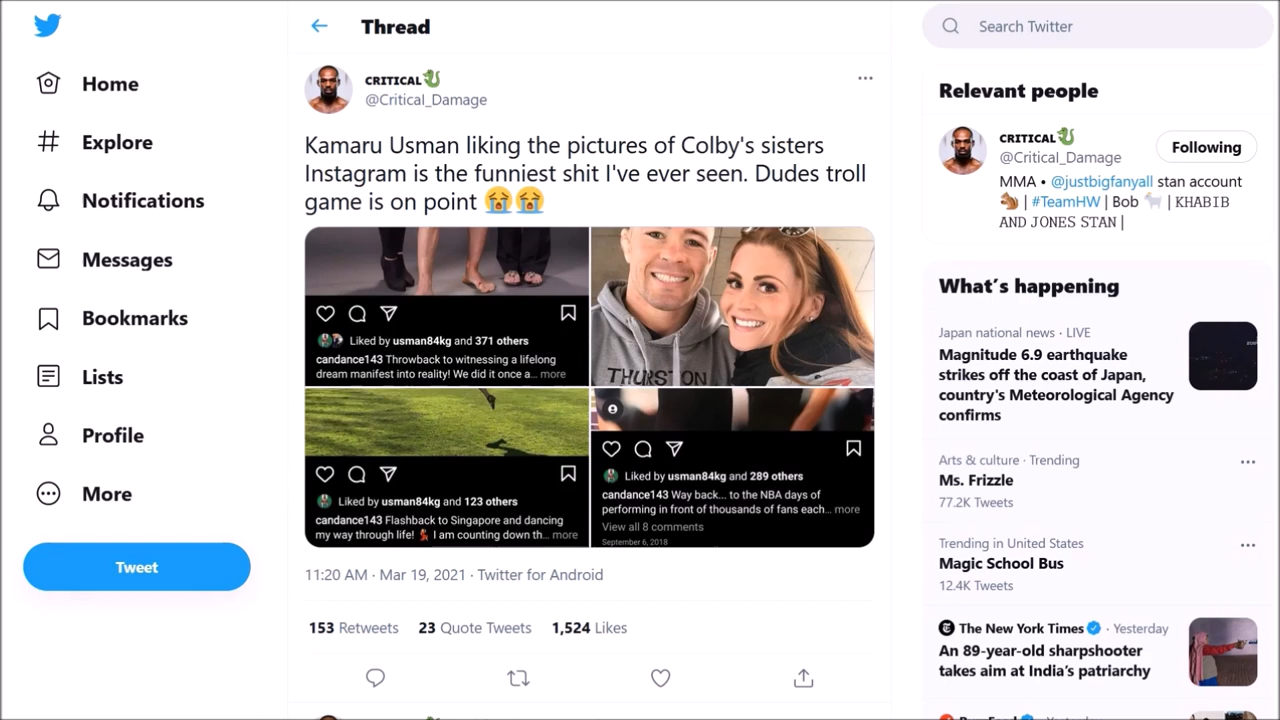 Home
Explore
Notifications
Messages
Bookmarks
Lists
Profile
More
Tweet
Thread
CRITICAL🐉
@Critical_Damage
Kamaru Usman liking the pictures of Colby's sisters
Instagram is the funniest shit I've ever seen. Dudes troll
game is on point 😭😭
Liked by usman84kg and 371 others
candance143 Throwback to witnessing a lifelong
dream manifest into reality! We did it once a... more
THURSTON
Liked by usman84kg and 123 others
candance143 Flashback to Singapore and dancing
my way through life! 💃 I am counting down th... more
Liked by usman84kg and 289 others
candance143 Way back... to the NBA days of
performing in front of thousands of fans each... more
View all 8 comments
September 6, 2018
11:20 AM · Mar 19, 2021 · Twitter for Android
153 Retweets 23 Quote Tweets 1,524 Likes
Search Twitter
Relevant people
CRITICAL🐉
@Critical_Damage
Following
MMA • @justbigfanyall stan account
🐿️ | #TeamHW | Bob 🐐 | KHABIB
AND JONES STAN |
What's happening
Japan national news · LIVE
Magnitude 6.9 earthquake
strikes off the coast of Japan,
country's Meteorological Agency
confirms
Arts & culture · Trending
Ms. Frizzle
77.2K Tweets
Trending in United States
Magic School Bus
12.4K Tweets
The New York Times · Yesterday
An 89-year-old sharpshooter
takes aim at India's patriarchy